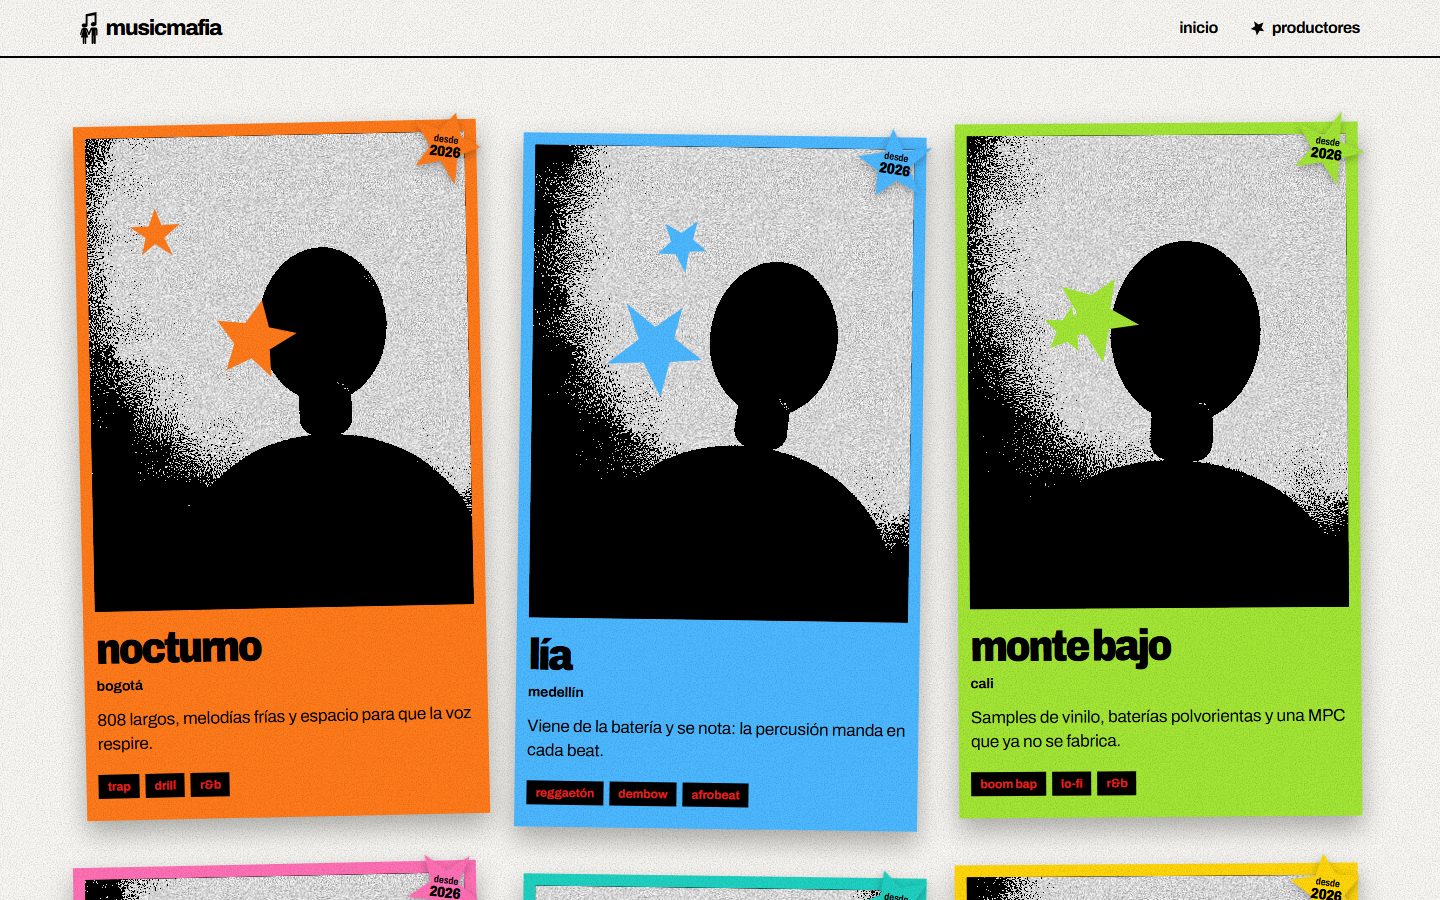 musicmafia
inicio
productores
desde
2026
nocturno
bogotá
808 largos, melodías frías y espacio para que la voz
respire.
trap
drill
r&b
desde
2026
lía
medellín
Viene de la batería y se nota: la percusión manda en
cada beat.
reggaetón
dembow
afrobeat
desde
2026
monte bajo
cali
Samples de vinilo, baterías polvorientas y una MPC
que ya no se fabrica.
boom bap
lo-fi
r&b
desde
2026
desde
desde
2026